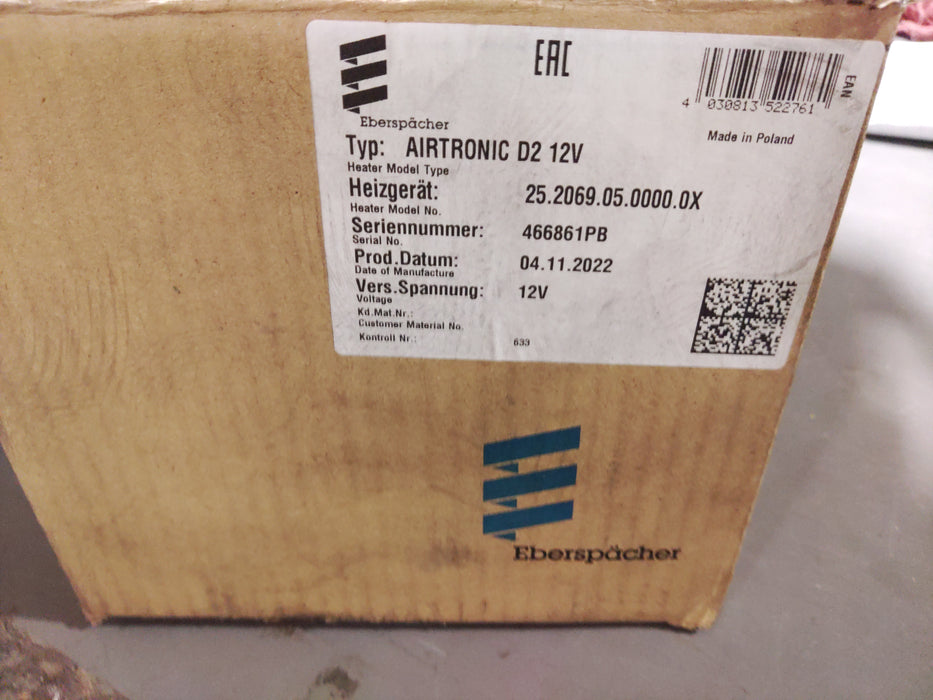 EAC
EAN
4 030813 522761
Made in Poland
Eberspächer
Typ: AIRTRONIC D2 12V
Heater Model Type
Heizgerät: 25.2069.05.0000.0X
Heater Model No.
Seriennummer: 466861PB
Serial No.
Prod.Datum: 04.11.2022
Date of Manufacture
Vers.Spannung: 12V
Voltage
Kd.Mat.Nr.:
Customer Material No.
Kontroll Nr.: 633
Eberspächer